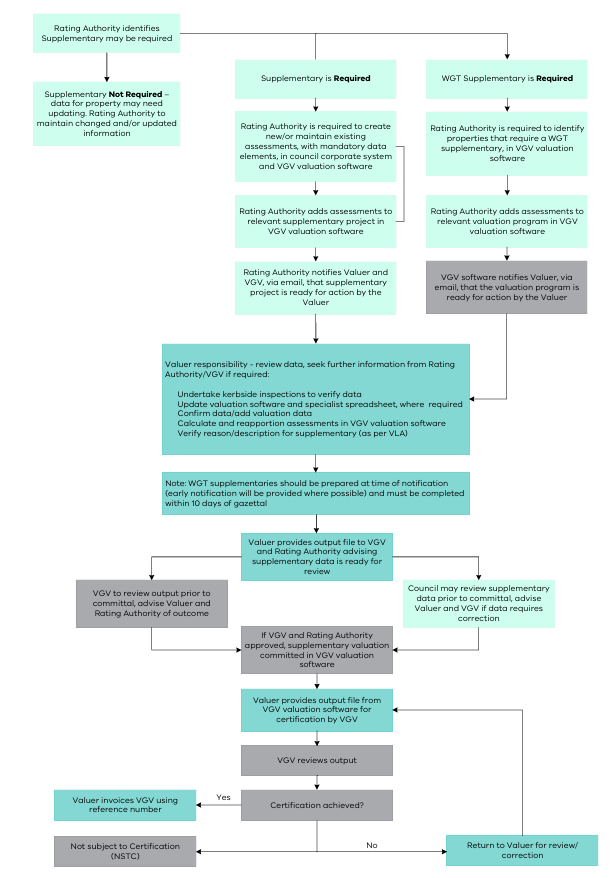 Rating Authority identifies
Supplementary may be required
Supplementary Not Required –
data for property may need
updating. Rating Authority to
maintain changed and/or updated
information
Supplementary is Required
WGT Supplementary is Required
Rating Authority is required to create
new/or maintain existing
assessments, with mandatory data
elements, in council corporate system
and VGV valuation software
Rating Authority is required to identify
properties that require a WGT
supplementary, in VGV valuation
software
Rating Authority adds assessments to
relevant supplementary project in
VGV valuation software
Rating Authority adds assessments to
relevant valuation program in VGV
valuation software
Rating Authority notifies Valuer and
VGV, via email, that supplementary
project is ready for action by the
Valuer
VGV software notifies Valuer, via
email, that the valuation program is
ready for action by the Valuer
Valuer responsibility - review data, seek further information from Rating
Authority/VGV if required:
Undertake kerbside inspections to verify data
Update valuation software and specialist spreadsheet, where required
Confirm data/add valuation data
Calculate and reapportion assessments in VGV valuation software
Verify reason/description for supplementary (as per VLA)
Note: WGT supplementaries should be prepared at time of notification
(early notification will be provided where possible) and must be completed
within 10 days of gazettal
Valuer provides output file to VGV
and Rating Authority advising
supplementary data is ready for
review
VGV to review output prior to
committal, advise Valuer and
Rating Authority of outcome
Council may review supplementary
data prior to committal, advise
Valuer and VGV if data requires
correction
If VGV and Rating Authority
approved, supplementary valuation
committed in VGV valuation
software
Valuer provides output file from
VGV valuation software for
certification by VGV
VGV reviews output
Certification achieved?
Yes
Valuer invoices VGV using
reference number
No
Not subject to Certification
(NSTC)
Return to Valuer for review/
correction